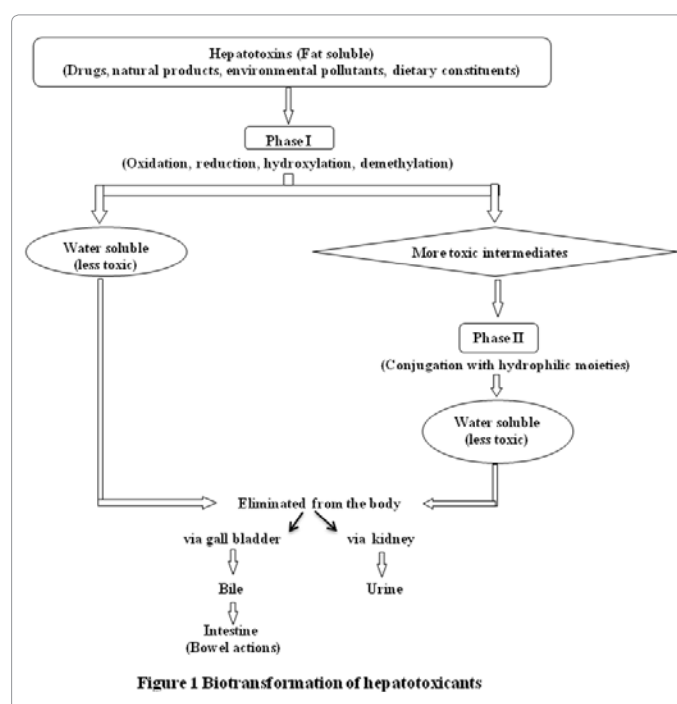 Hepatotoxins (Fat soluble)
(Drugs, natural products, environmental pollutants, dietary constituents)
Phase I
(Oxidation, reduction, hydroxylation, demethylation)
Water soluble
(less toxic)
More toxic intermediates
Phase II
(Conjugation with hydrophilic moieties)
Water soluble
(less toxic)
Eliminated from the body
via gall bladder
via kidney
Bile
Urine
Intestine
(Bowel actions)
Figure 1 Biotransformation of hepatotoxicants